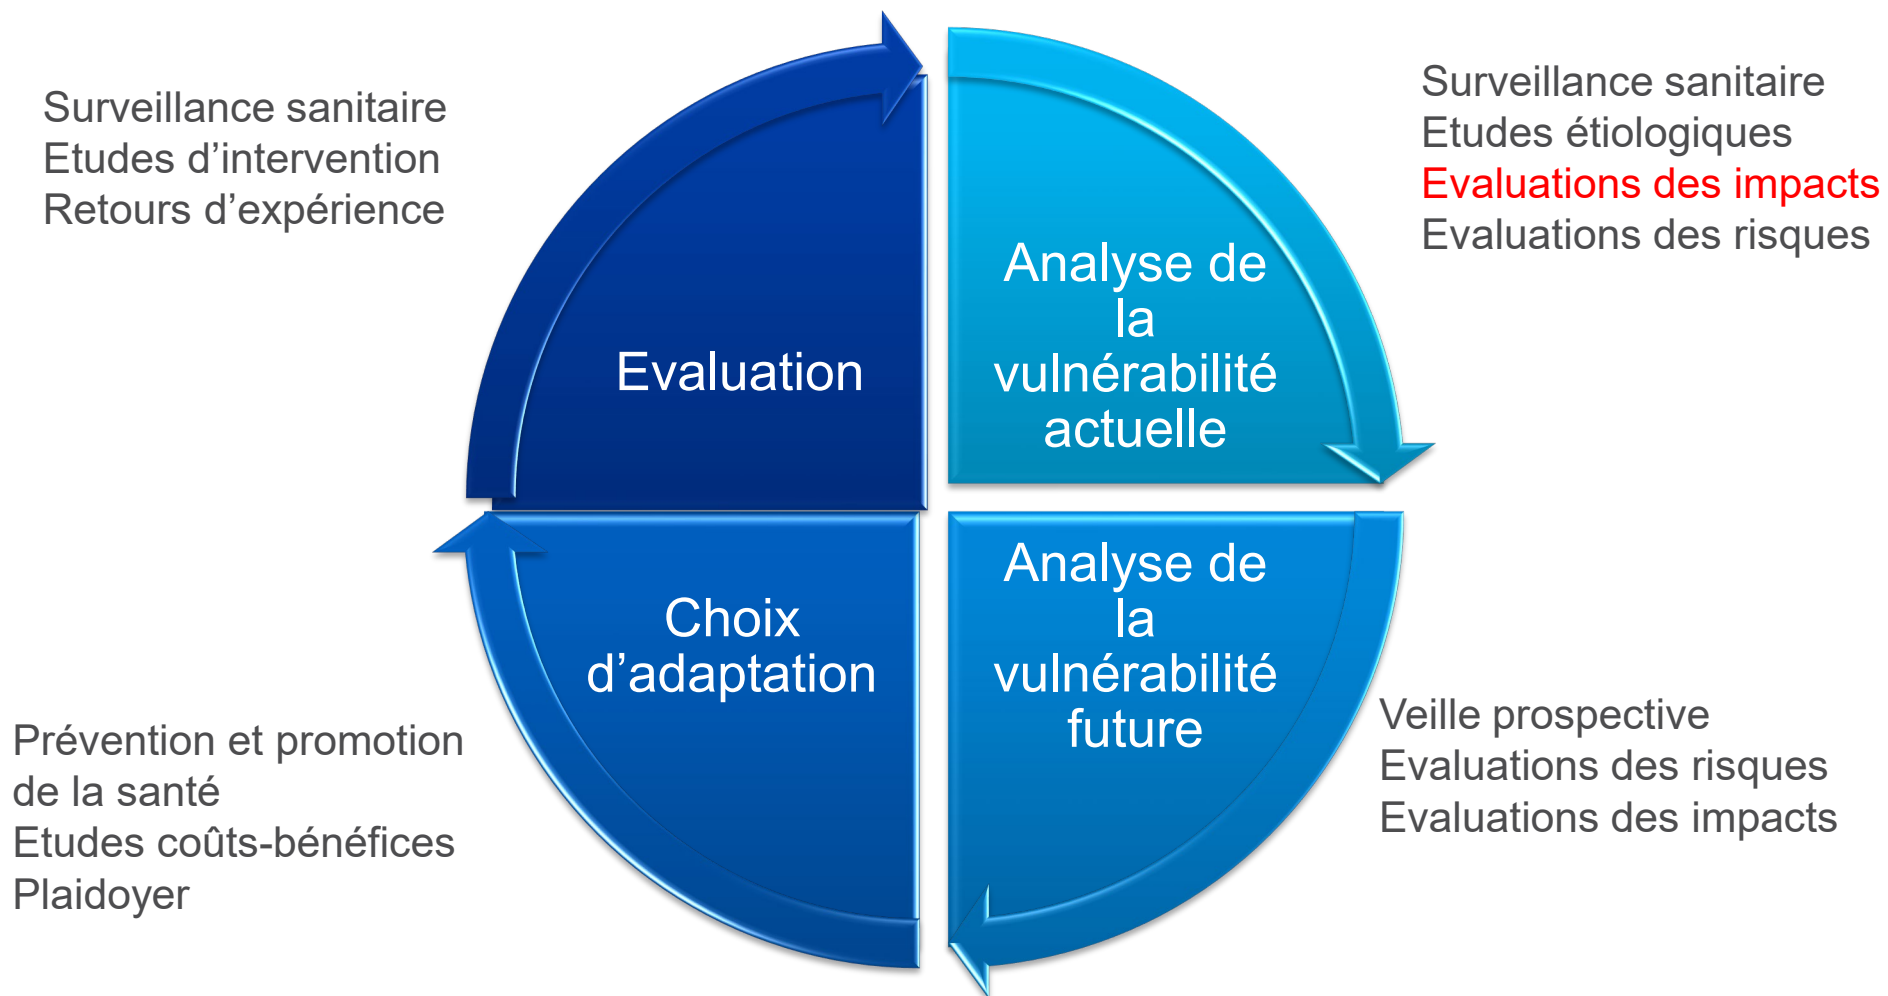 Surveillance sanitaire
Etudes d’intervention
Retours d’expérience
Surveillance sanitaire
Etudes étiologiques
Evaluations des impacts
Evaluations des risques
Evaluation
Analyse de
la
vulnérabilité
actuelle
Choix
d’adaptation
Analyse de
la
vulnérabilité
future
Prévention et promotion
de la santé
Etudes coûts-bénéfices
Plaidoyer
Veille prospective
Evaluations des risques
Evaluations des impacts